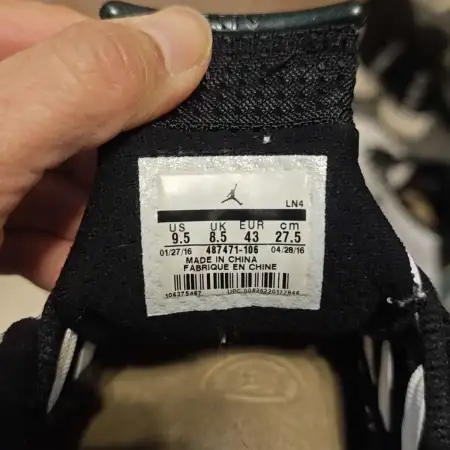 LN4
US UK EUR cm
9.5 8.5 43 27.5
01/27/16 487471-106 04/28/16
MADE IN CHINA
FABRIQUE EN CHINE